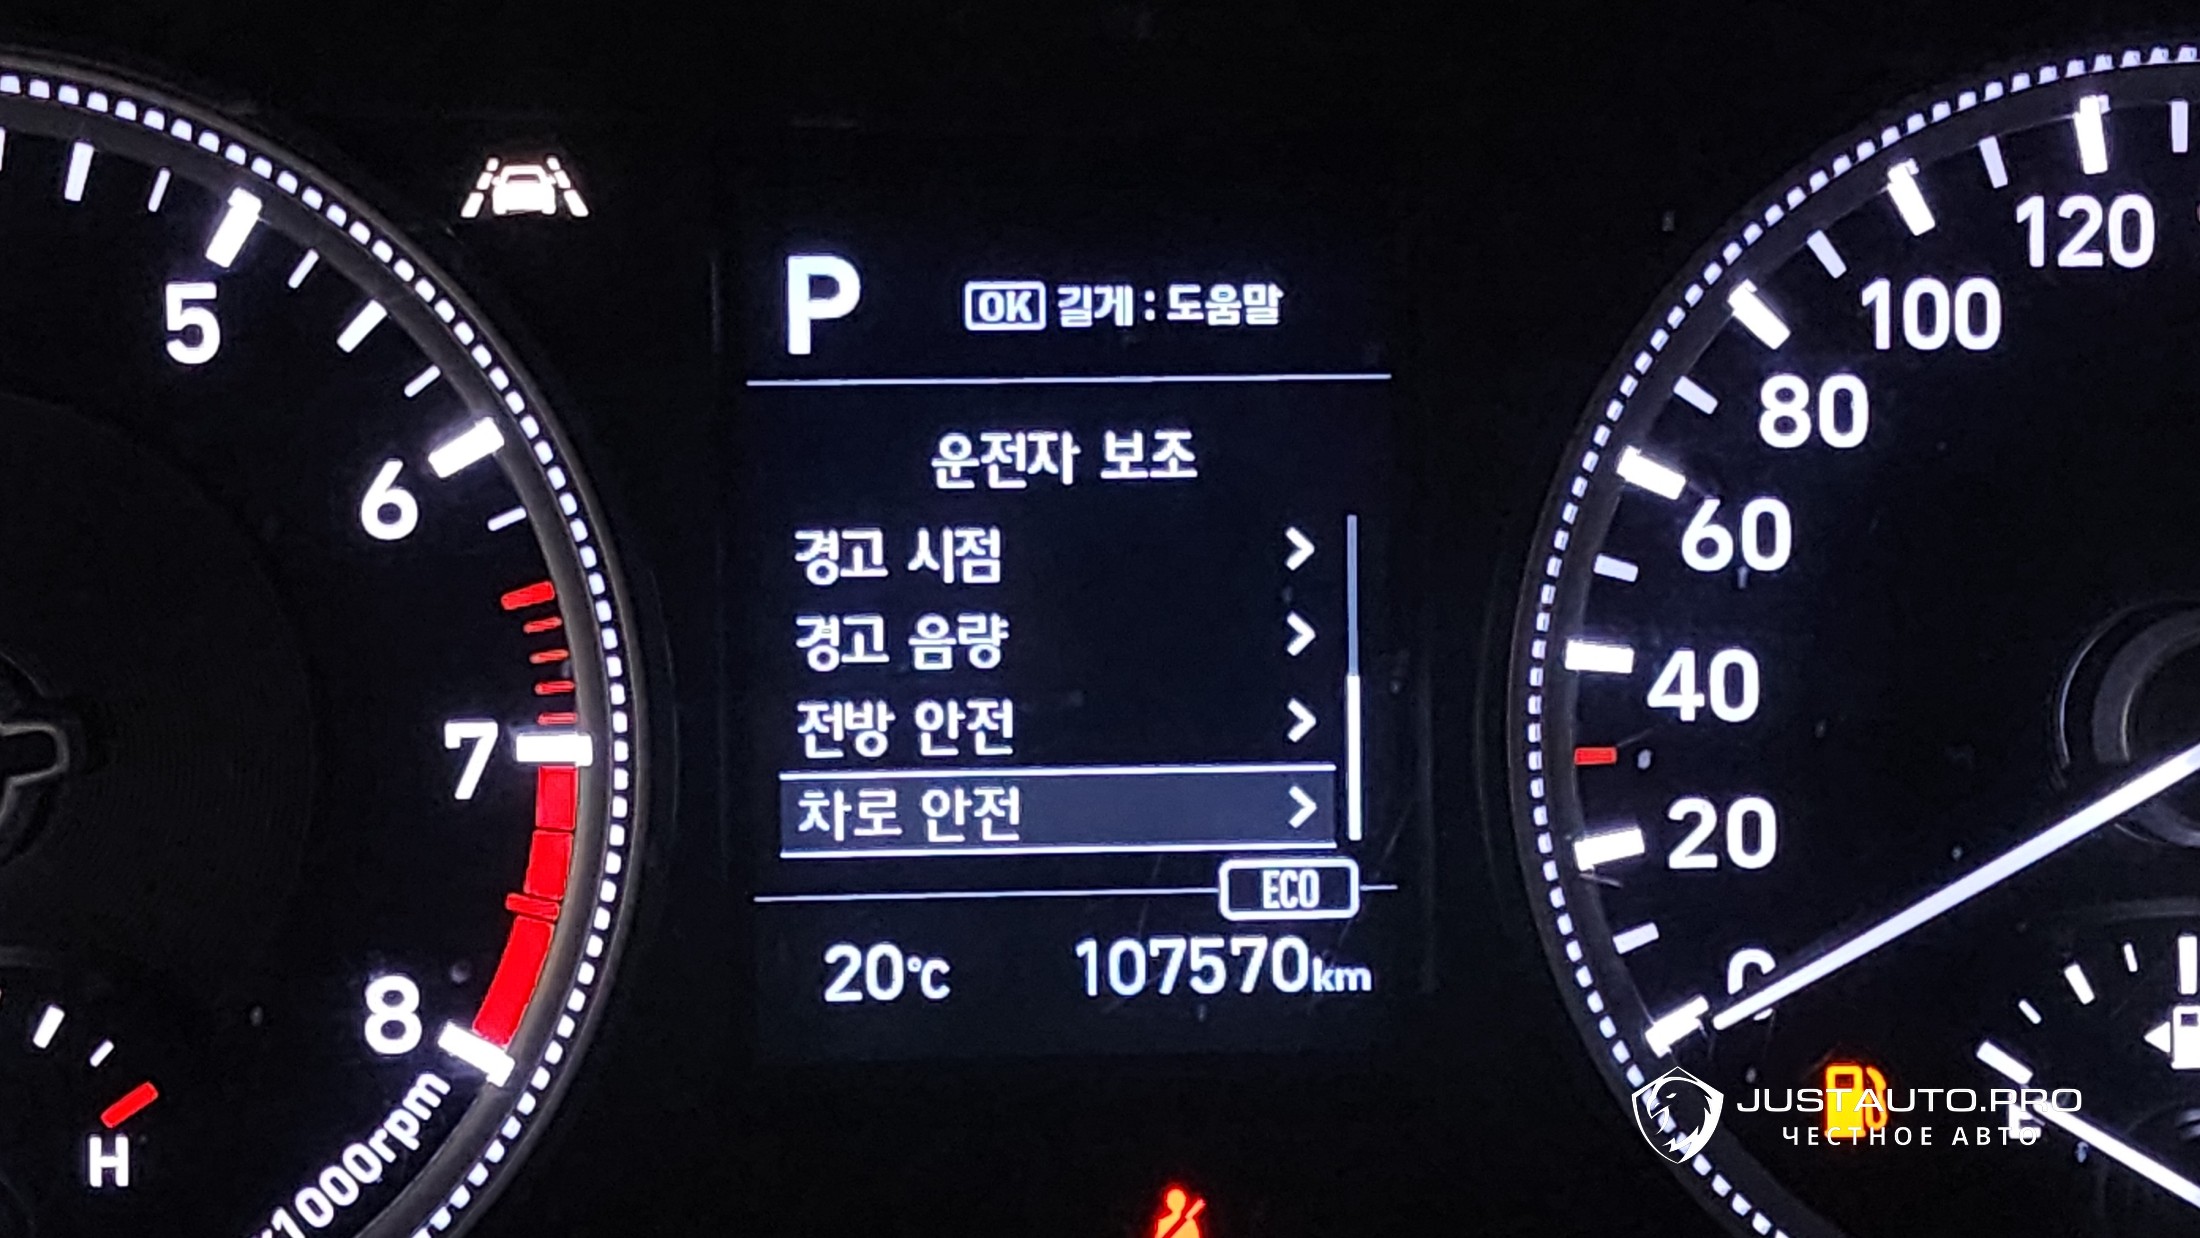 P
OK 길게 : 도움말
운전자 보조
경고 시점
경고 음량
전방 안전
차로 안전
ECO
20°C 107570km
5
6
7
8
x1000rpm
H
120
100
80
60
40
20
0
JUSTAUTO.PRO
ЧЕСТНОЕ АВТО